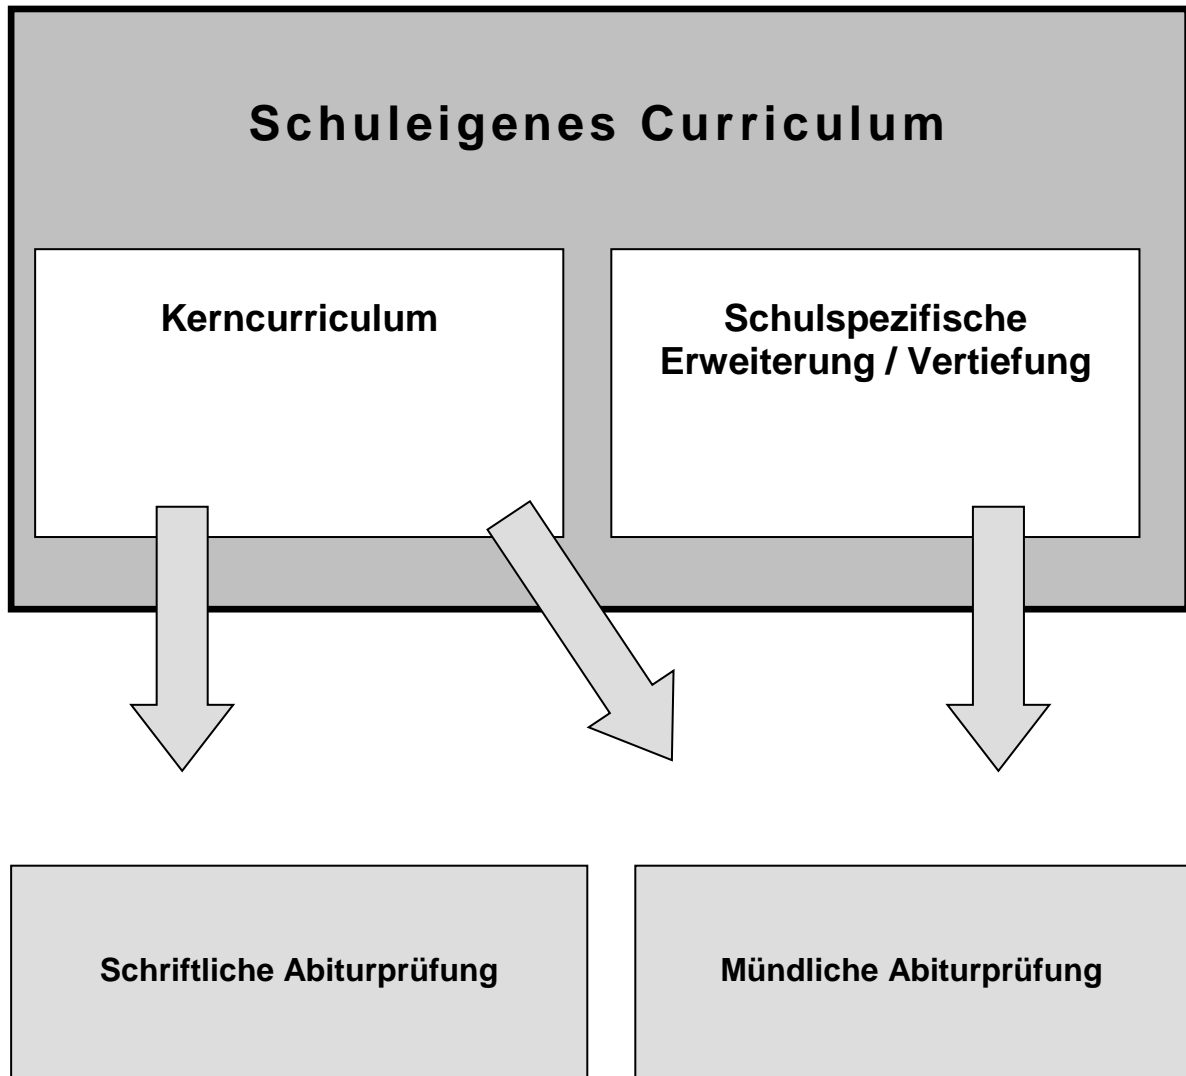 Schuleigenes Curriculum
Kerncurriculum
Schulspezifische
Erweiterung / Vertiefung
Schriftliche Abiturprüfung
Mündliche Abiturprüfung